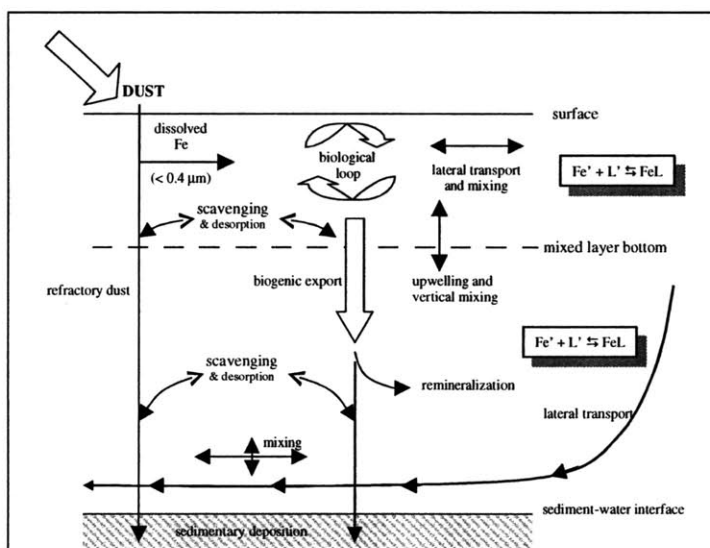 DUST
surface
dissolved
Fe
(< 0.4 µm)
biological
loop
lateral transport
and mixing
Fe' + L' ⇆ FeL
scavenging
& desorption
mixed layer bottom
refractory dust
biogenic export
upwelling and
vertical mixing
Fe' + L' ⇆ FeL
scavenging
& desorption
remineralization
lateral transport
mixing
sediment-water interface
sedimentary deposition